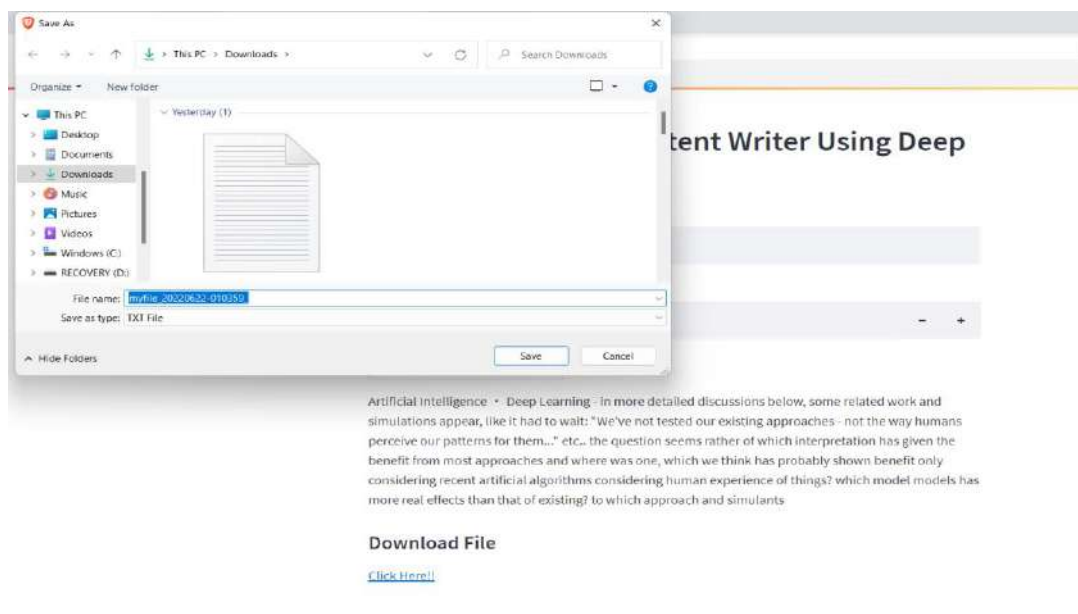 Save As
This PC > Downloads >
Search Downloads
Organize
New folder
This PC
Desktop
Documents
Downloads
Music
Pictures
Videos
Windows (C:)
RECOVERY (D:)
Yesterday (1)
File name: myfile_20220622-010359_
Save as type: TXT File
Hide Folders
Save
Cancel
tent Writer Using Deep
Artificial Intelligence • Deep Learning - In more detailed discussions below, some related work and
simulations appear, like it had to wait: "We've not tested our existing approaches - not the way humans
perceive our patterns for them..." etc.. the question seems rather of which interpretation has given the
benefit from most approaches and where was one, which we think has probably shown benefit only
considering recent artificial algorithms considering human experience of things? which model models has
more real effects than that of existing? to which approach and simulants
Download File
Click Here!!